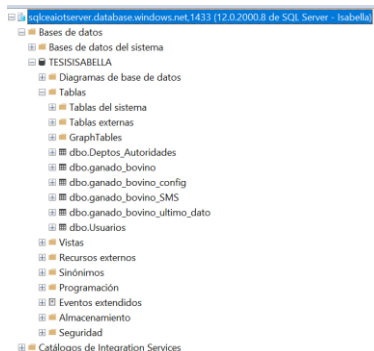 sqlceaiotserver.database.windows.net,1433 (12.0.2000.8 de SQL Server - Isabella)
Bases de datos
Bases de datos del sistema
TESISISABELLA
Diagramas de base de datos
Tablas
Tablas del sistema
Tablas externas
GraphTables
dbo.Deptos_Autoridades
dbo.ganado_bovino
dbo.ganado_bovino_config
dbo.ganado_bovino_SMS
dbo.ganado_bovino_ultimo_dato
dbo.Usuarios
Vistas
Recursos externos
Sinónimos
Programación
Eventos extendidos
Almacenamiento
Seguridad
Catálogos de Integration Services